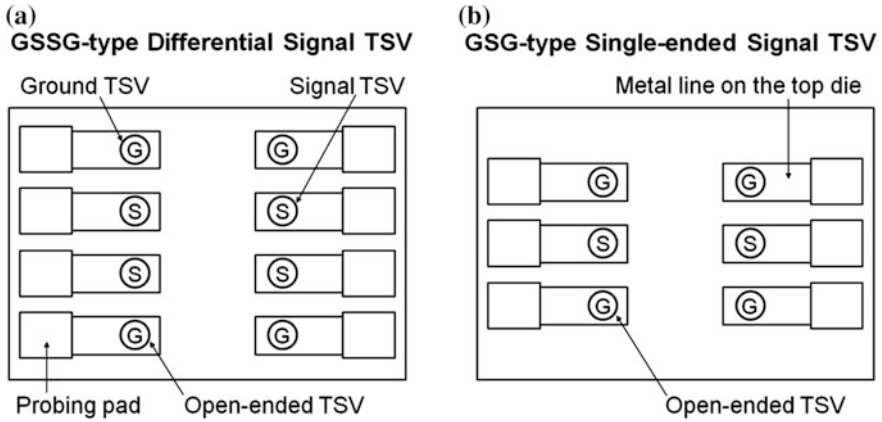 (a)
GSSG-type Differential Signal TSV
Ground TSV
Signal TSV
G
G
S
S
S
S
G
G
Probing pad
Open-ended TSV
(b)
GSG-type Single-ended Signal TSV
Metal line on the top die
G
G
S
S
G
G
Open-ended TSV